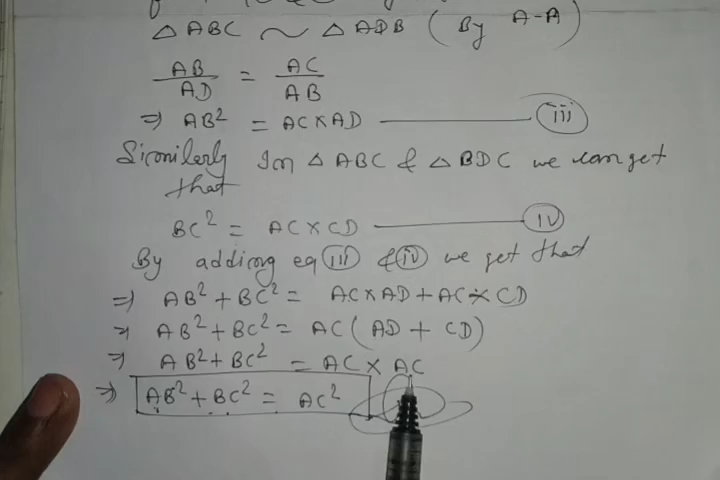 △ ABC ~ △ ADB ( By A-A )
AB/AD = AC/AB
⇒ AB² = AC×AD ——— (iii)
Similarly In △ ABC & △ BDC we can get
that
BC² = AC×CD ——— (iv)
By adding eq (iii) & (iv) we get that
⇒ AB² + BC² = AC×AD + AC×CD
⇒ AB² + BC² = AC ( AD + CD )
⇒ AB² + BC² = AC × AC
⇒ AB² + BC² = AC²